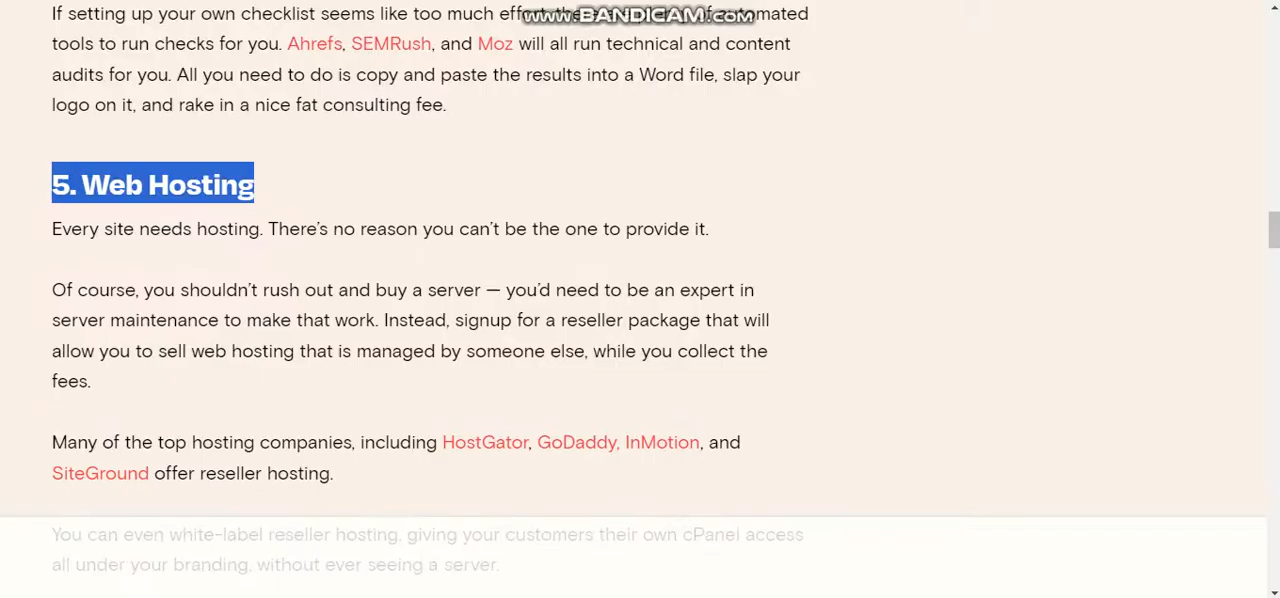 If setting up your own checklist seems like too much effort, there are plenty of automated
www.BANDICAM.com
tools to run checks for you. Ahrefs, SEMRush, and Moz will all run technical and content
audits for you. All you need to do is copy and paste the results into a Word file, slap your
logo on it, and rake in a nice fat consulting fee.
5. Web Hosting
Every site needs hosting. There’s no reason you can’t be the one to provide it.
Of course, you shouldn’t rush out and buy a server — you’d need to be an expert in
server maintenance to make that work. Instead, signup for a reseller package that will
allow you to sell web hosting that is managed by someone else, while you collect the
fees.
Many of the top hosting companies, including HostGator, GoDaddy, InMotion, and
SiteGround offer reseller hosting.
You can even white-label reseller hosting, giving your customers their own cPanel access
all under your branding, without ever seeing a server.